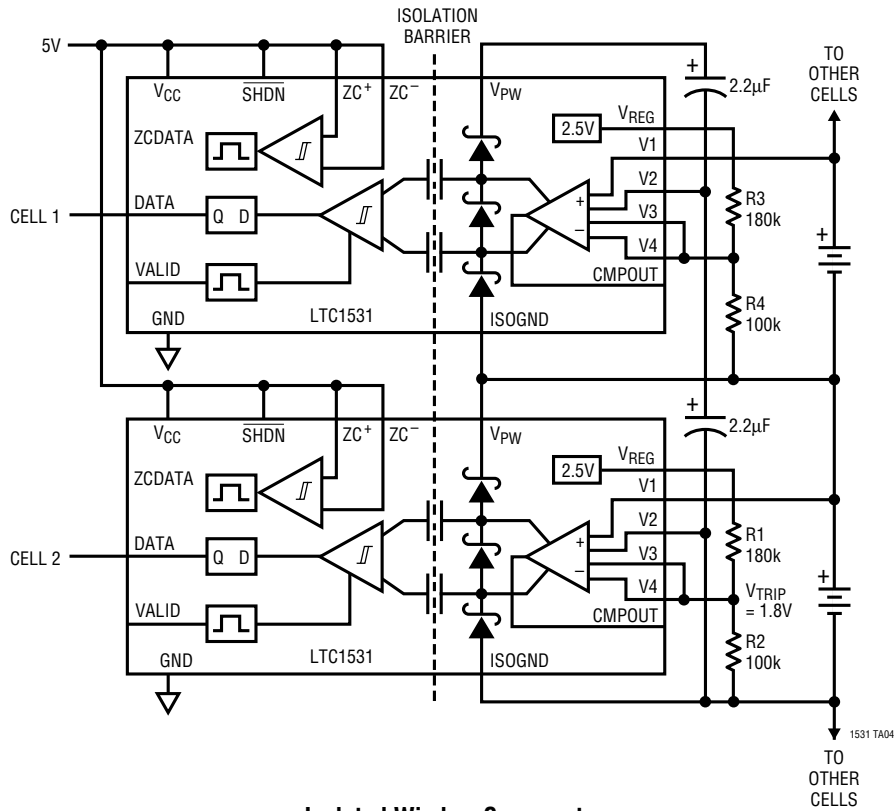 ISOLATION
BARRIER
5V
TO
OTHER
CELLS
2.2µF
VCC
SHDN
ZC+
ZC−
VPW
ZCDATA
2.5V
VREG
V1
V2
V3
V4
R3
180k
CELL 1
DATA
Q D
+
−
+
VALID
CMPOUT
R4
100k
GND
LTC1531
ISOGND
+
2.2µF
VCC
SHDN
ZC+
ZC−
VPW
ZCDATA
2.5V
VREG
V1
V2
V3
V4
R1
180k
CELL 2
DATA
Q D
+
−
VTRIP
= 1.8V
+
VALID
CMPOUT
R2
100k
GND
LTC1531
ISOGND
1531 TA04
TO
OTHER
CELLS